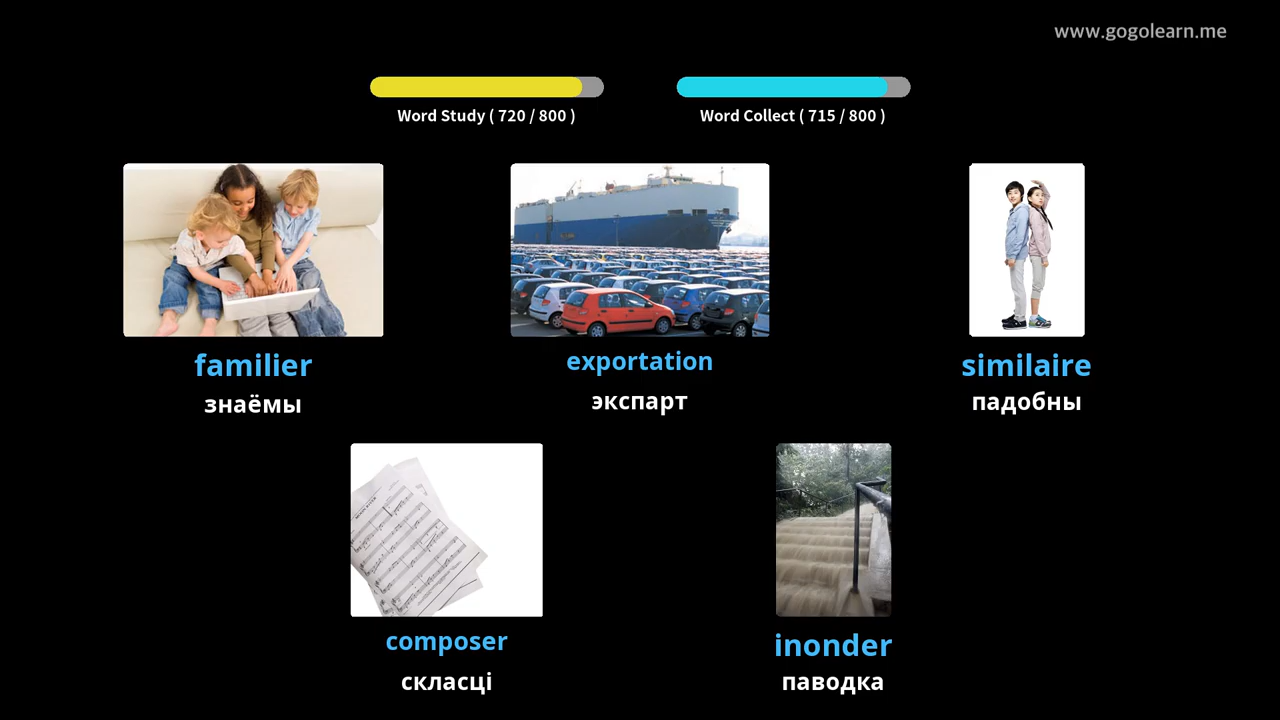 www.gogolearn.me
Word Study ( 720 / 800 )
Word Collect ( 715 / 800 )
familier
знаёмы
exportation
экспарт
similaire
падобны
composer
скласці
inonder
паводка